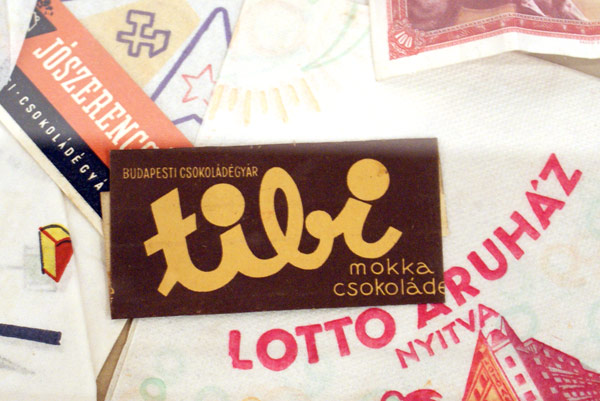 JÓSZERENCS
I · CSOKOLÁDÉGYÁ
100
BUDAPESTI CSOKOLÁDÉGYÁR
tibi
mokka
csokoládé
LOTTO ÁRUHÁZ
NYITVA